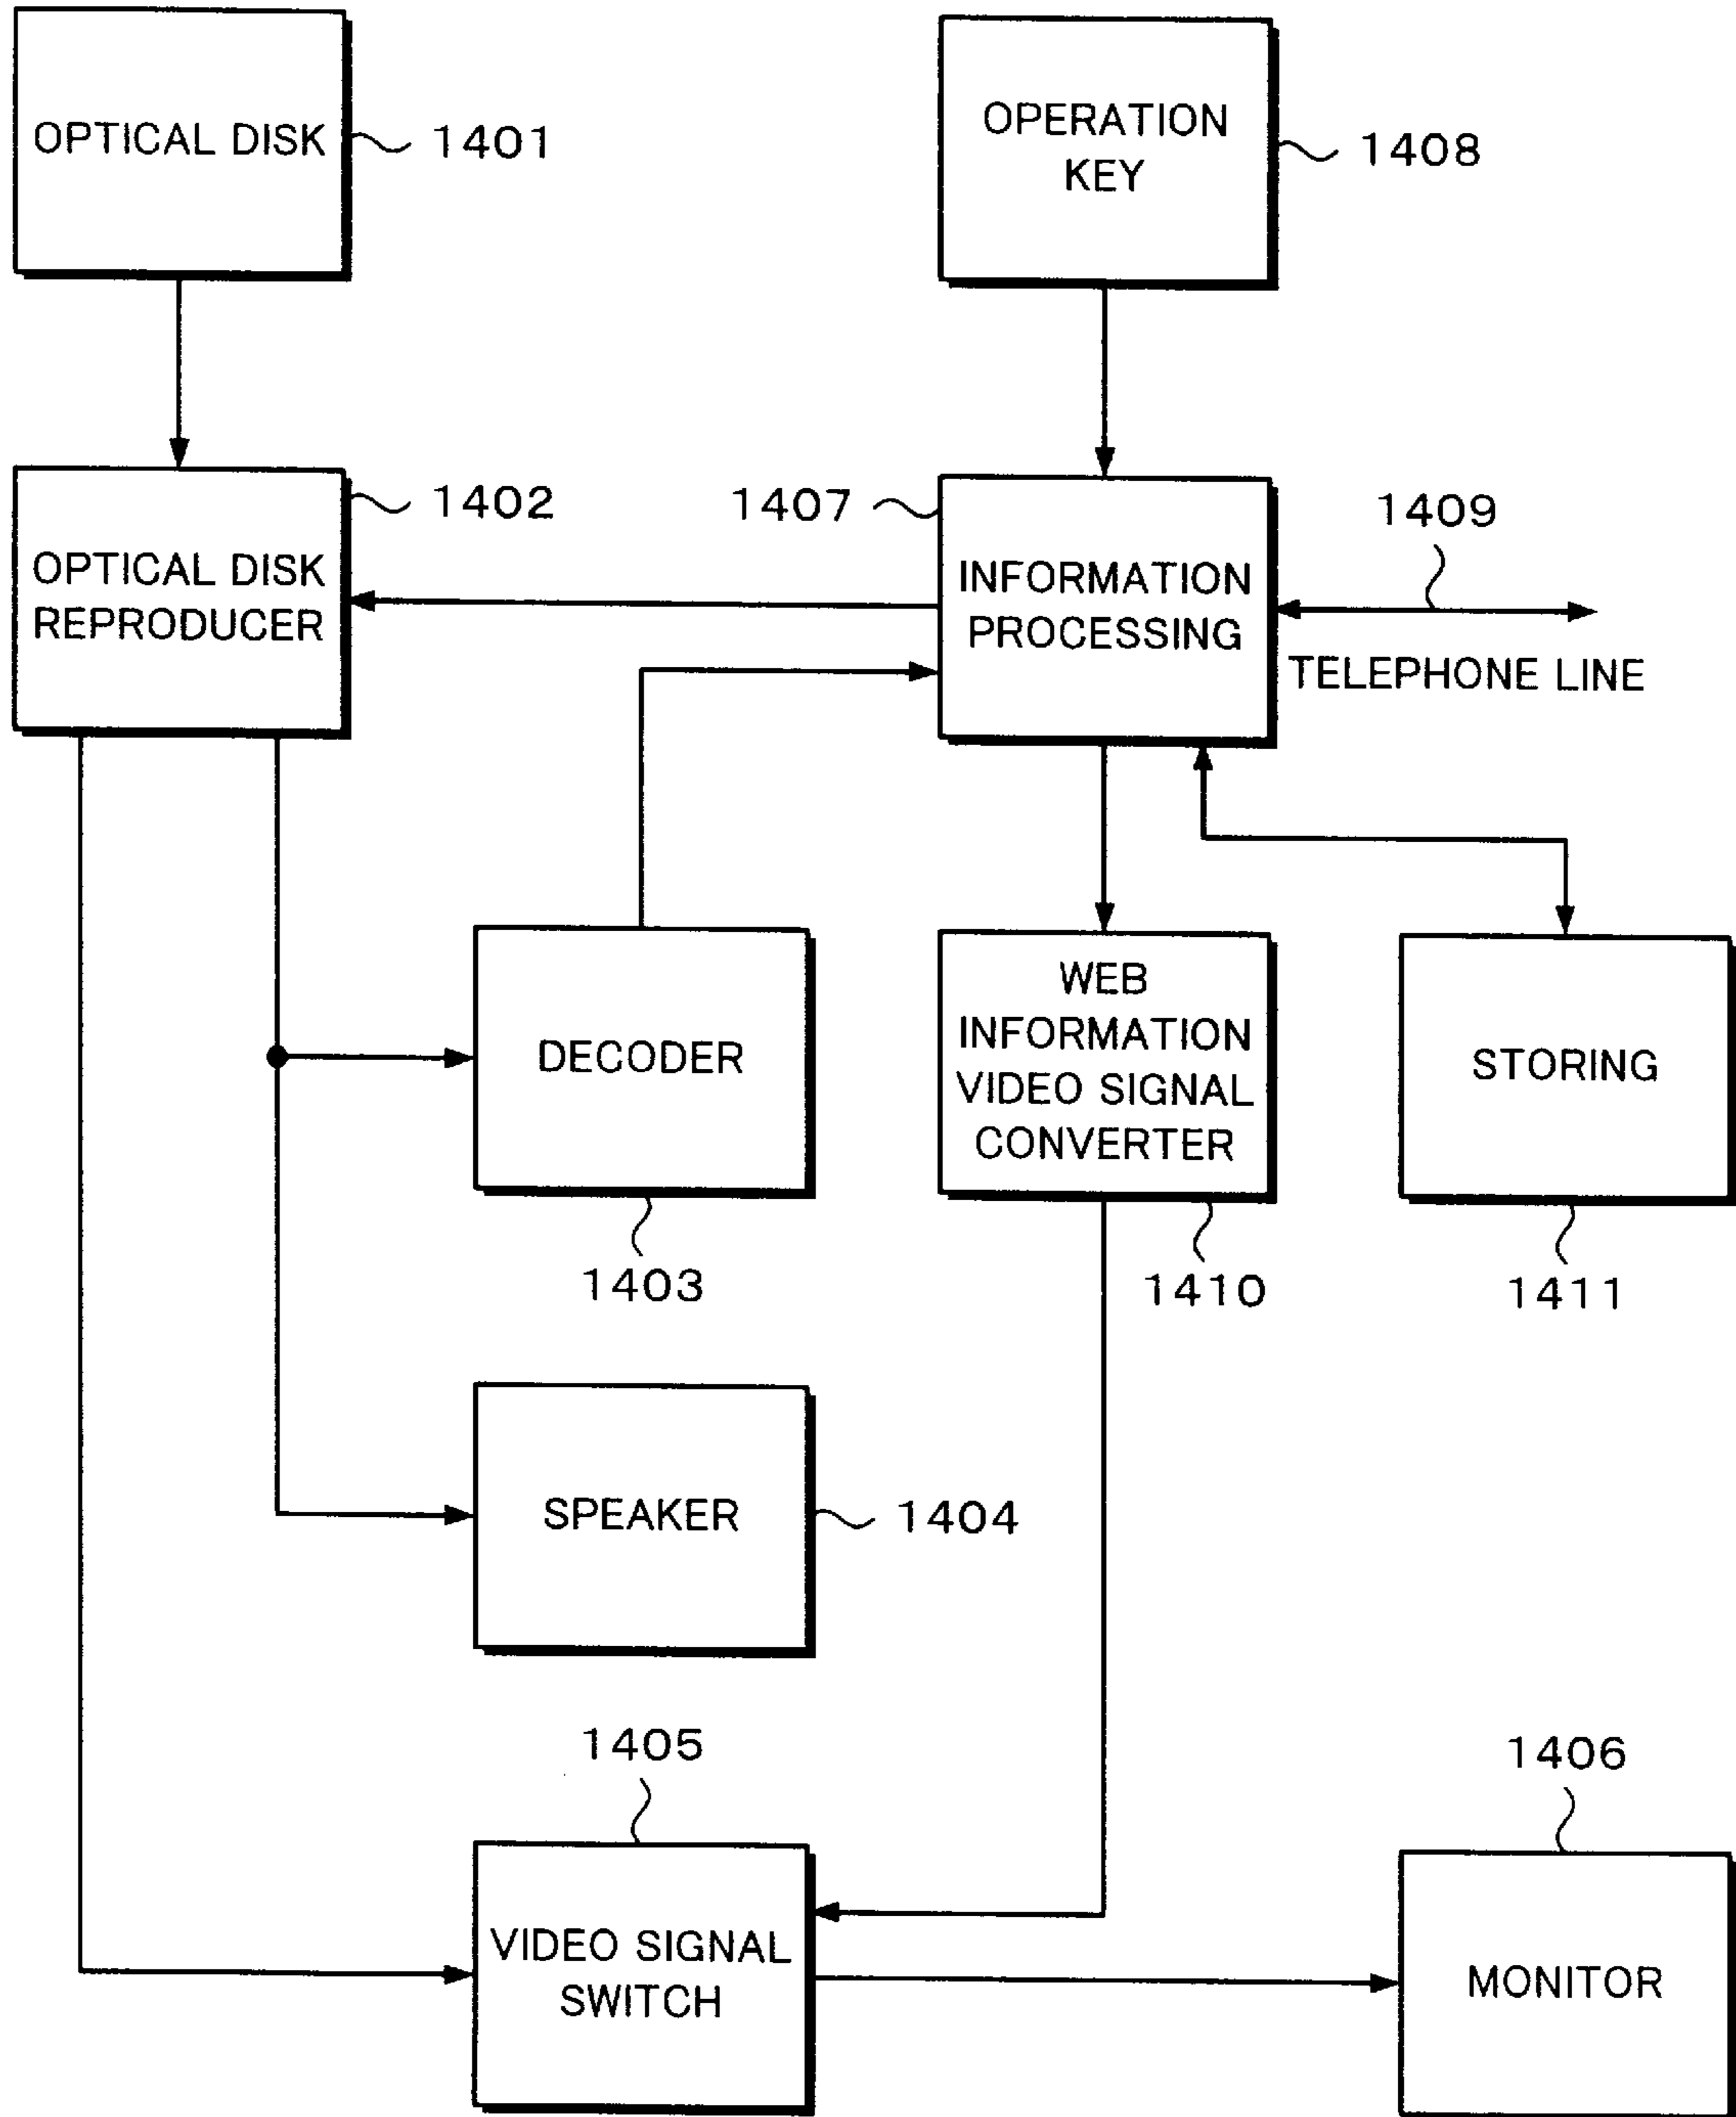 OPTICAL DISK
1401
OPERATION
KEY
1408
1402
OPTICAL DISK
REPRODUCER
1407
INFORMATION
PROCESSING
1409
TELEPHONE LINE
DECODER
1403
WEB
INFORMATION
VIDEO SIGNAL
CONVERTER
1410
STORING
1411
SPEAKER
1404
1405
VIDEO SIGNAL
SWITCH
1406
MONITOR